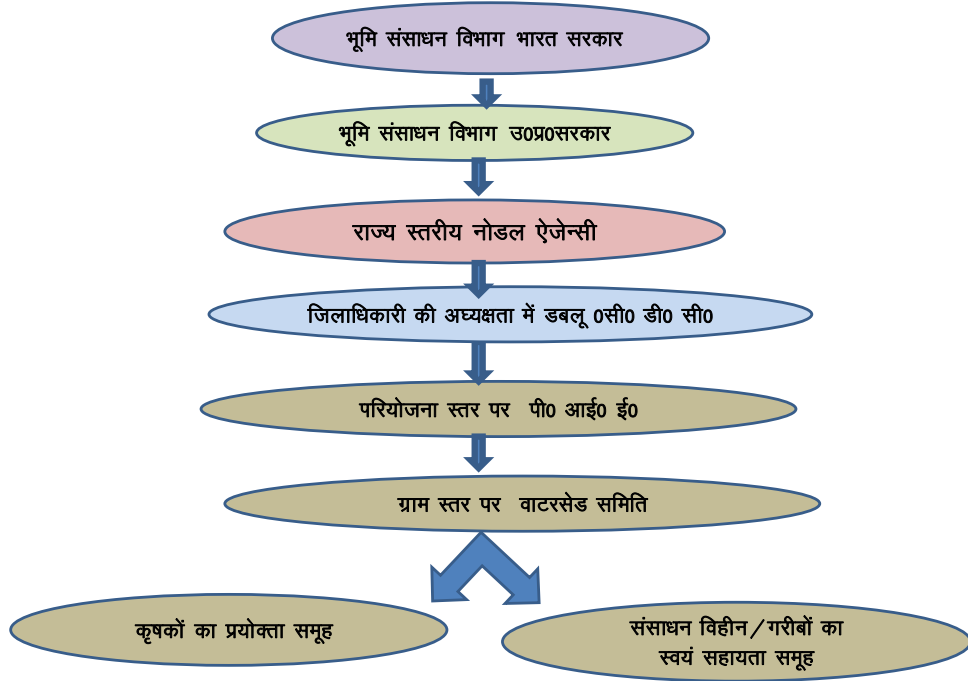 भूमि संसाधन विभाग भारत सरकार
भूमि संसाधन विभाग उ0प्र0सरकार
राज्य स्तरीय नोडल ऐजेन्सी
जिलाधिकारी की अघ्यक्षता में डबलू 0सी0 डी0 सी0
परियोजना स्तर पर पी0 आई0 ई0
ग्राम स्तर पर वाटरसेड समिति
कृषकों का प्रयोक्ता समूह
संसाधन विहीन/गरीबों का
स्वयं सहायता समूह